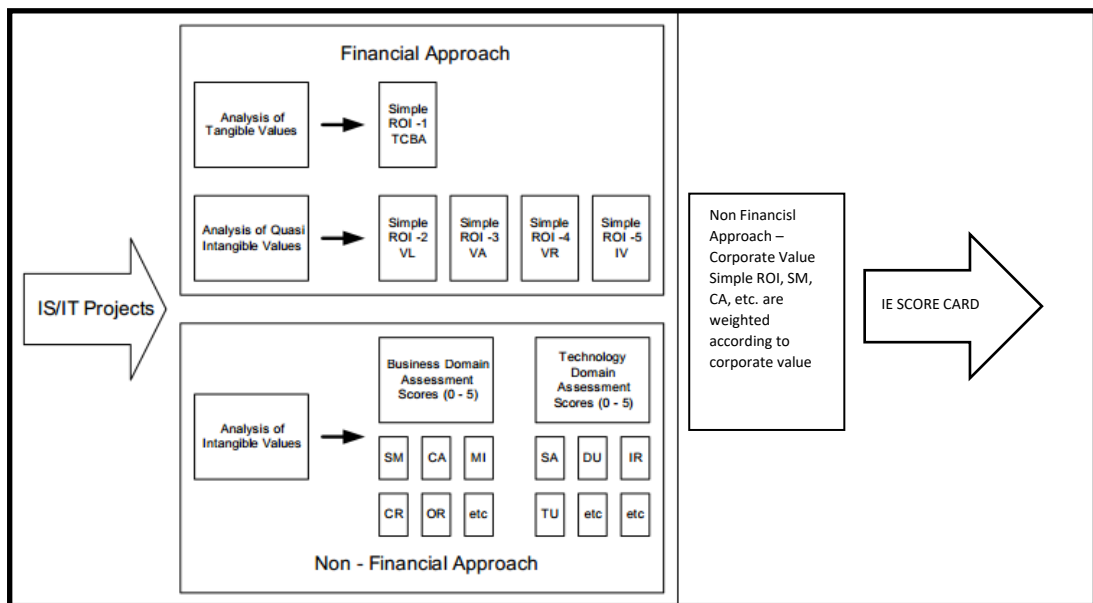 Financial Approach
Analysis of
Tangible Values
Simple
ROI -1
TCBA
Analysis of Quasi
Intangible Values
Simple
ROI -2
VL
Simple
ROI -3
VA
Simple
ROI -4
VR
Simple
ROI -5
IV
IS/IT Projects
Business Domain
Assessment
Scores (0 - 5)
Technology
Domain
Assessment
Scores (0 - 5)
Analysis of
Intangible Values
SM
CA
MI
SA
DU
IR
CR
OR
etc
TU
etc
etc
Non - Financial Approach
Non Financisl
Approach –
Corporate Value
Simple ROI, SM,
CA, etc. are
weighted
according to
corporate value
IE SCORE CARD